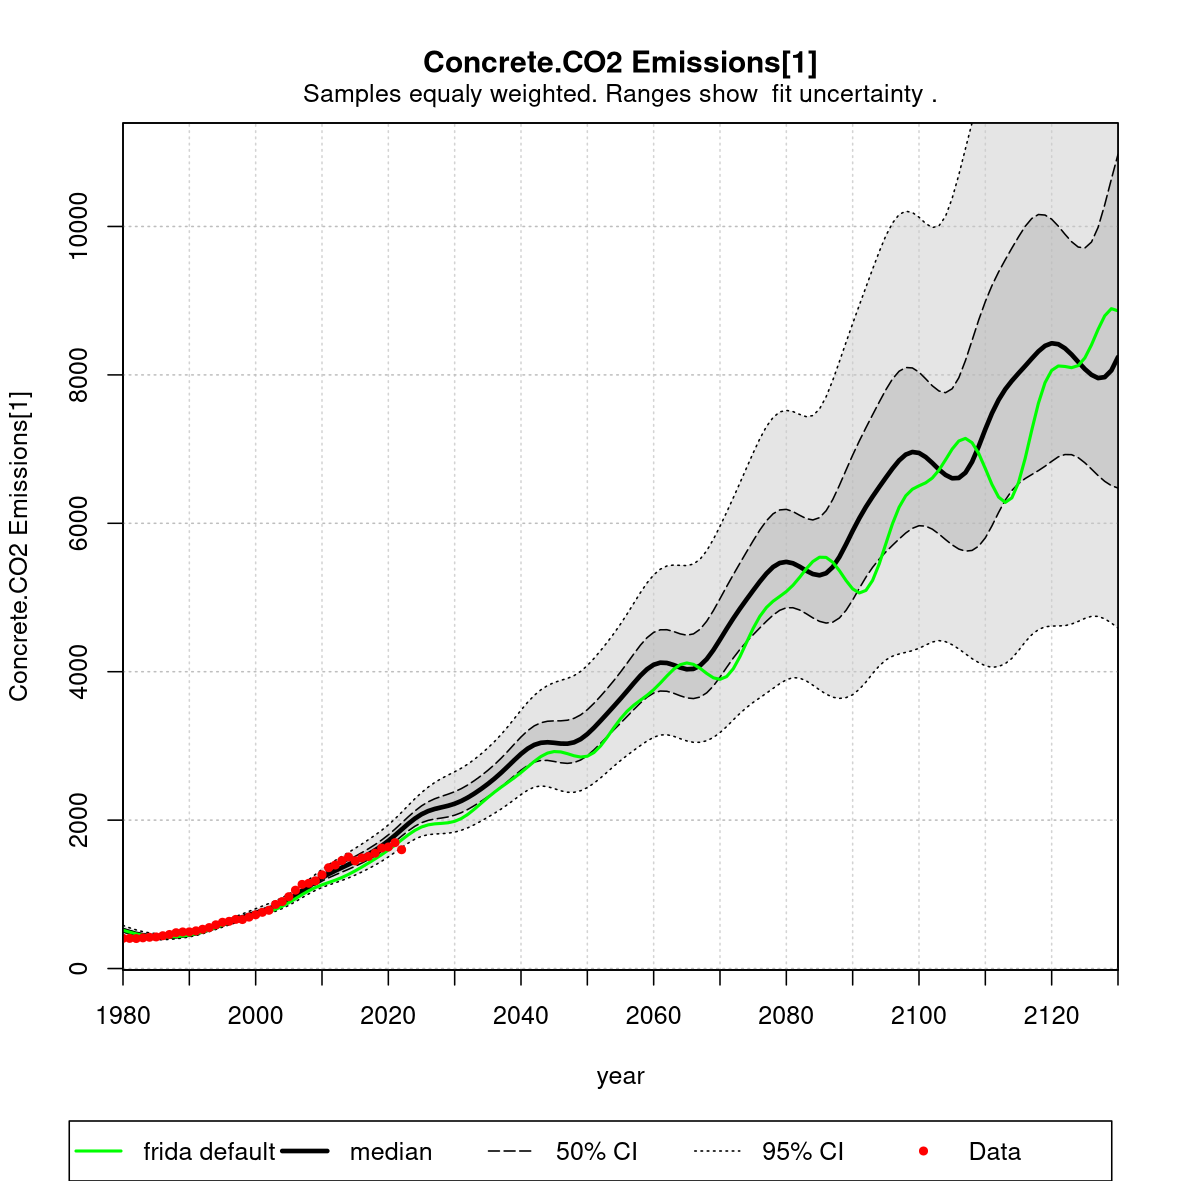 Concrete.CO2 Emissions[1]
Samples equaly weighted. Ranges show  fit uncertainty .
Concrete.CO2 Emissions[1]
10000
8000
6000
4000
2000
0
1980 2000 2020 2040 2060 2080 2100 2120
year
frida default median 50% CI 95% CI Data